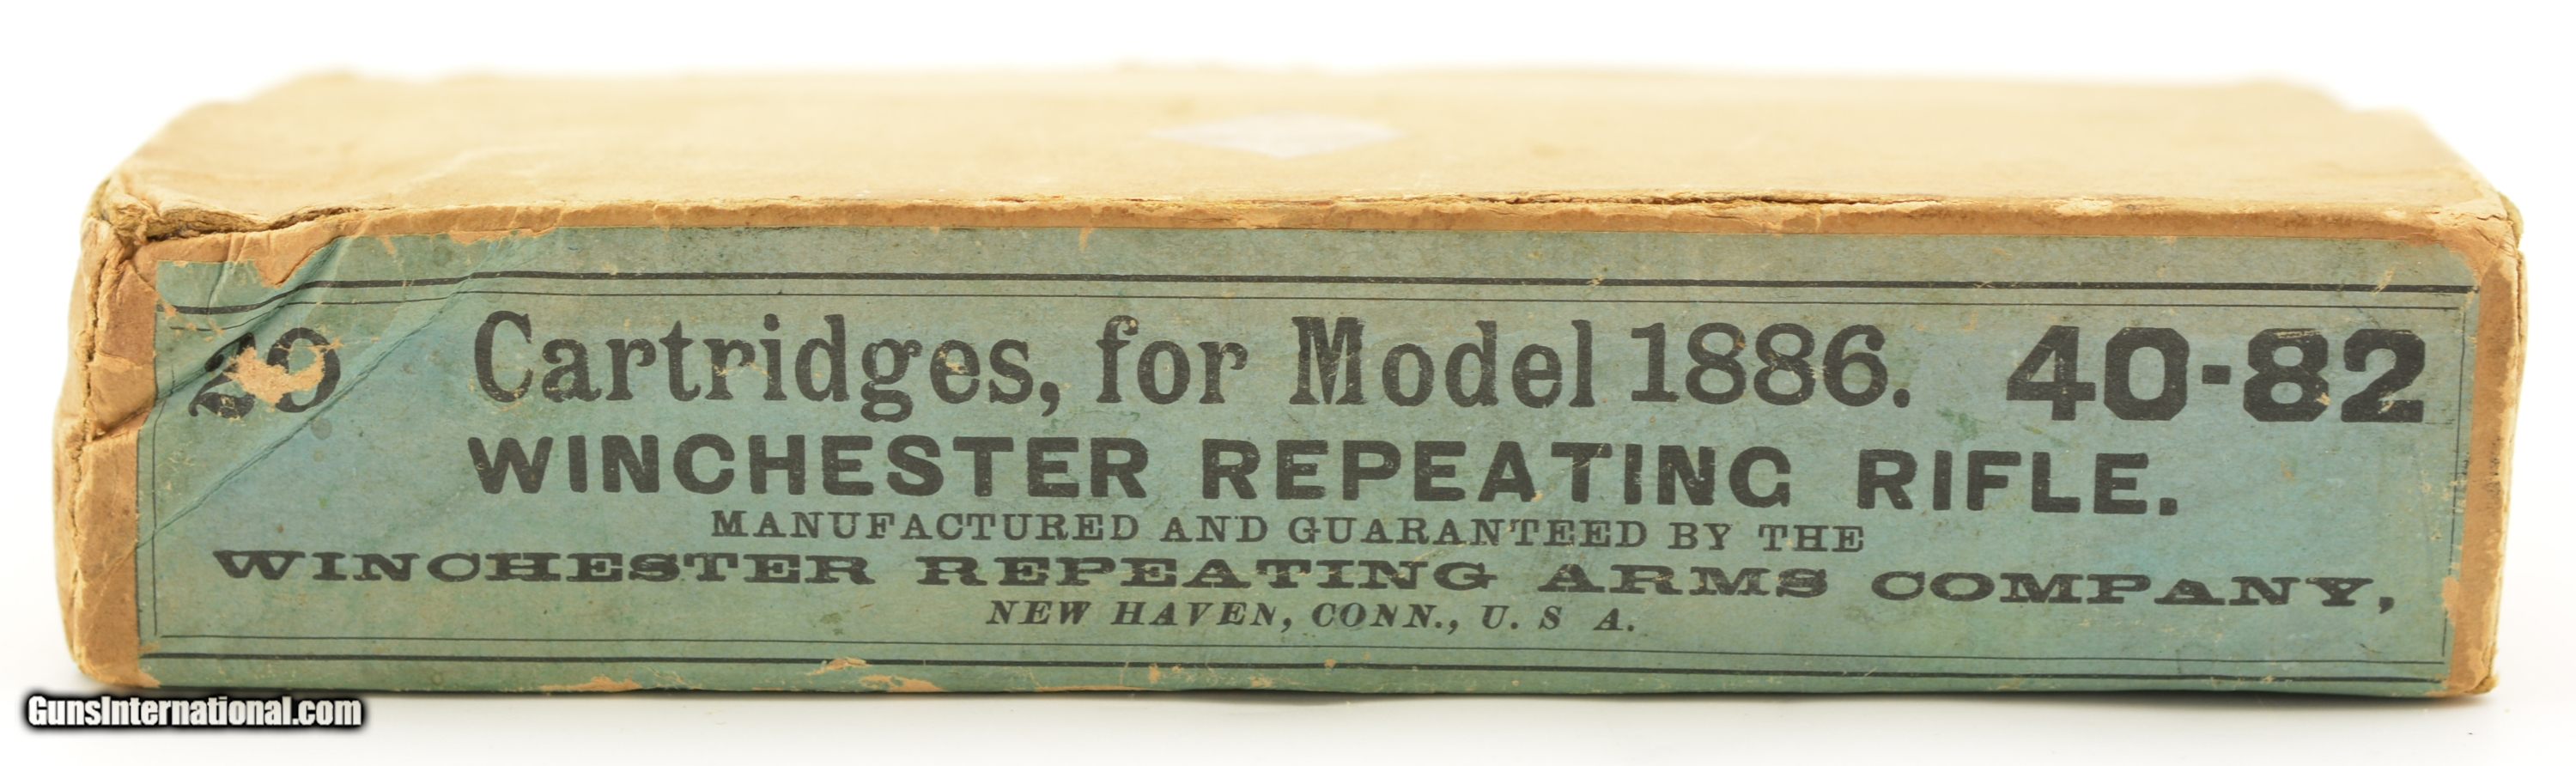 20 Cartridges, for Model 1886. 40-82
WINCHESTER REPEATING RIFLE.
MANUFACTURED AND GUARANTEED BY THE
WINCHESTER REPEATING ARMS COMPANY,
NEW HAVEN, CONN., U. S A.
GunsInternational.com